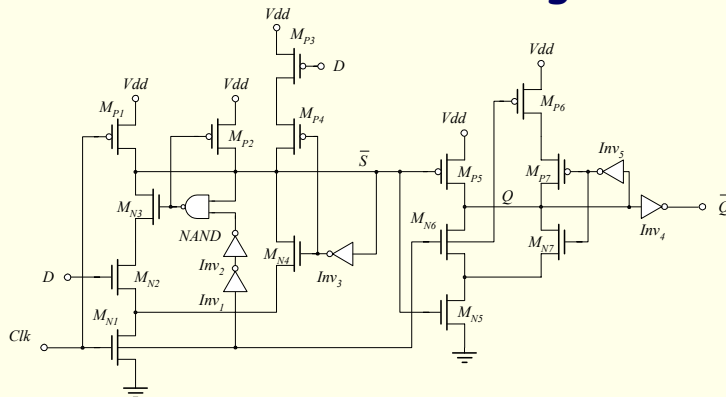 Vdd
M_P3
D
Vdd
Vdd
Vdd
M_P1
M_P2
M_P4
M_P6
Vdd
S̅
Inv_5
M_P5
M_P7
Q
Q̅
M_N3
NAND
M_N6
Inv_4
Inv_2
M_N4
Inv_3
M_N7
D
M_N2
Inv_1
M_N1
M_N5
Clk